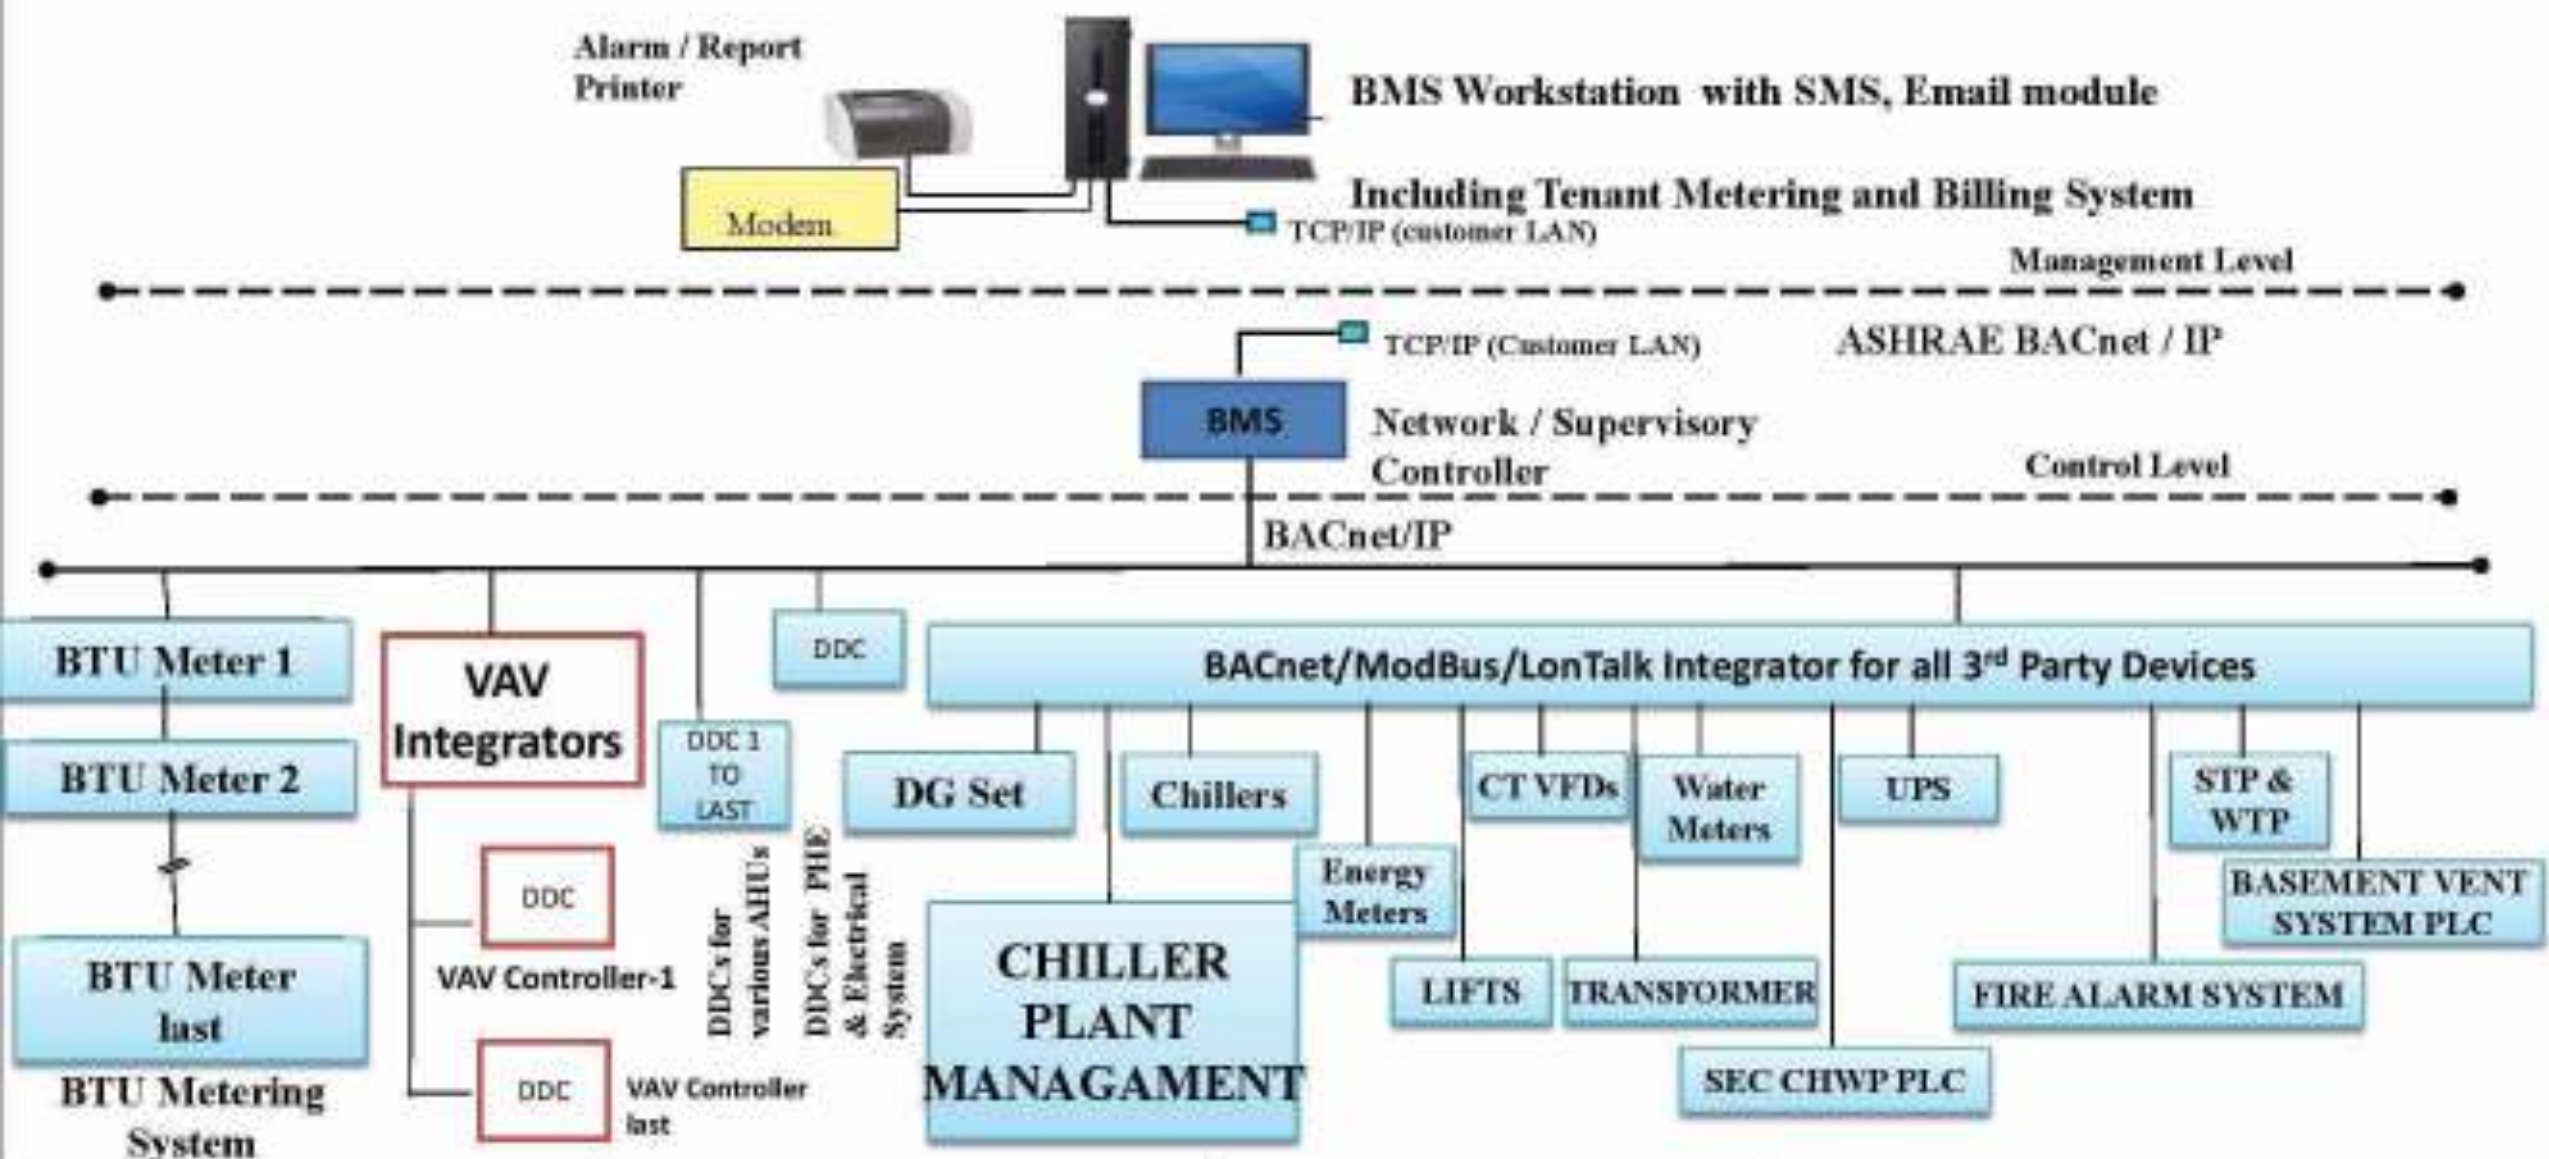 Alarm / Report
Printer
BMS Workstation with SMS, Email module
Modem
Including Tenant Metering and Billing System
TCP/IP (customer LAN)
Management Level
TCP/IP (Customer LAN)
ASHRAE BACnet / IP
BMS
Network / Supervisory
Controller
Control Level
BACnet/IP
BTU Meter 1
BTU Meter 2
BTU Meter
last
BTU Metering
System
VAV
Integrators
DDC
VAV Controller-1
DDC
VAV Controller
last
DDC 1
TO
LAST
DDCs for
various AHUs
DDC
DDCs for PHE
& Electrical
System
BACnet/ModBus/LonTalk Integrator for all 3rd Party Devices
DG Set
CHILLER
PLANT
MANAGAMENT
Chillers
Energy
Meters
LIFTS
CT VFDs
TRANSFORMER
Water
Meters
SEC CHWP PLC
UPS
FIRE ALARM SYSTEM
STP &
WTP
BASEMENT VENT
SYSTEM PLC